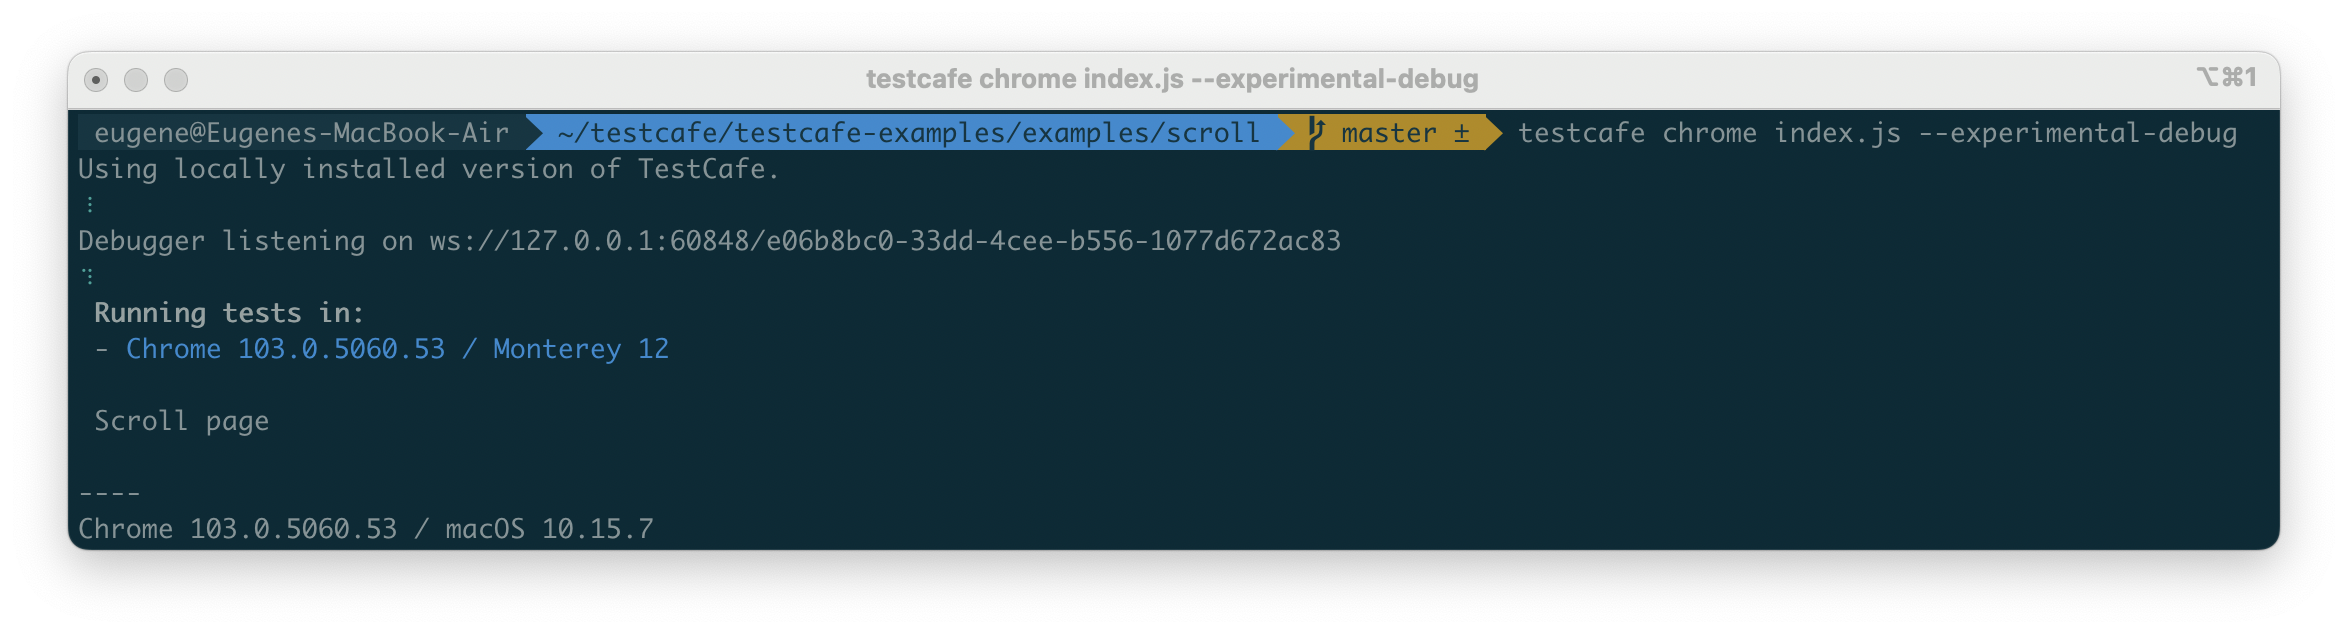 testcafe chrome index.js --experimental-debug
⌥⌘1
eugene@Eugenes-MacBook-Air ~/testcafe/testcafe-examples/examples/scroll master ± testcafe chrome index.js --experimental-debug
Using locally installed version of TestCafe.
Debugger listening on ws://127.0.0.1:60848/e06b8bc0-33dd-4cee-b556-1077d672ac83
Running tests in:
- Chrome 103.0.5060.53 / Monterey 12
Scroll page
----
Chrome 103.0.5060.53 / macOS 10.15.7